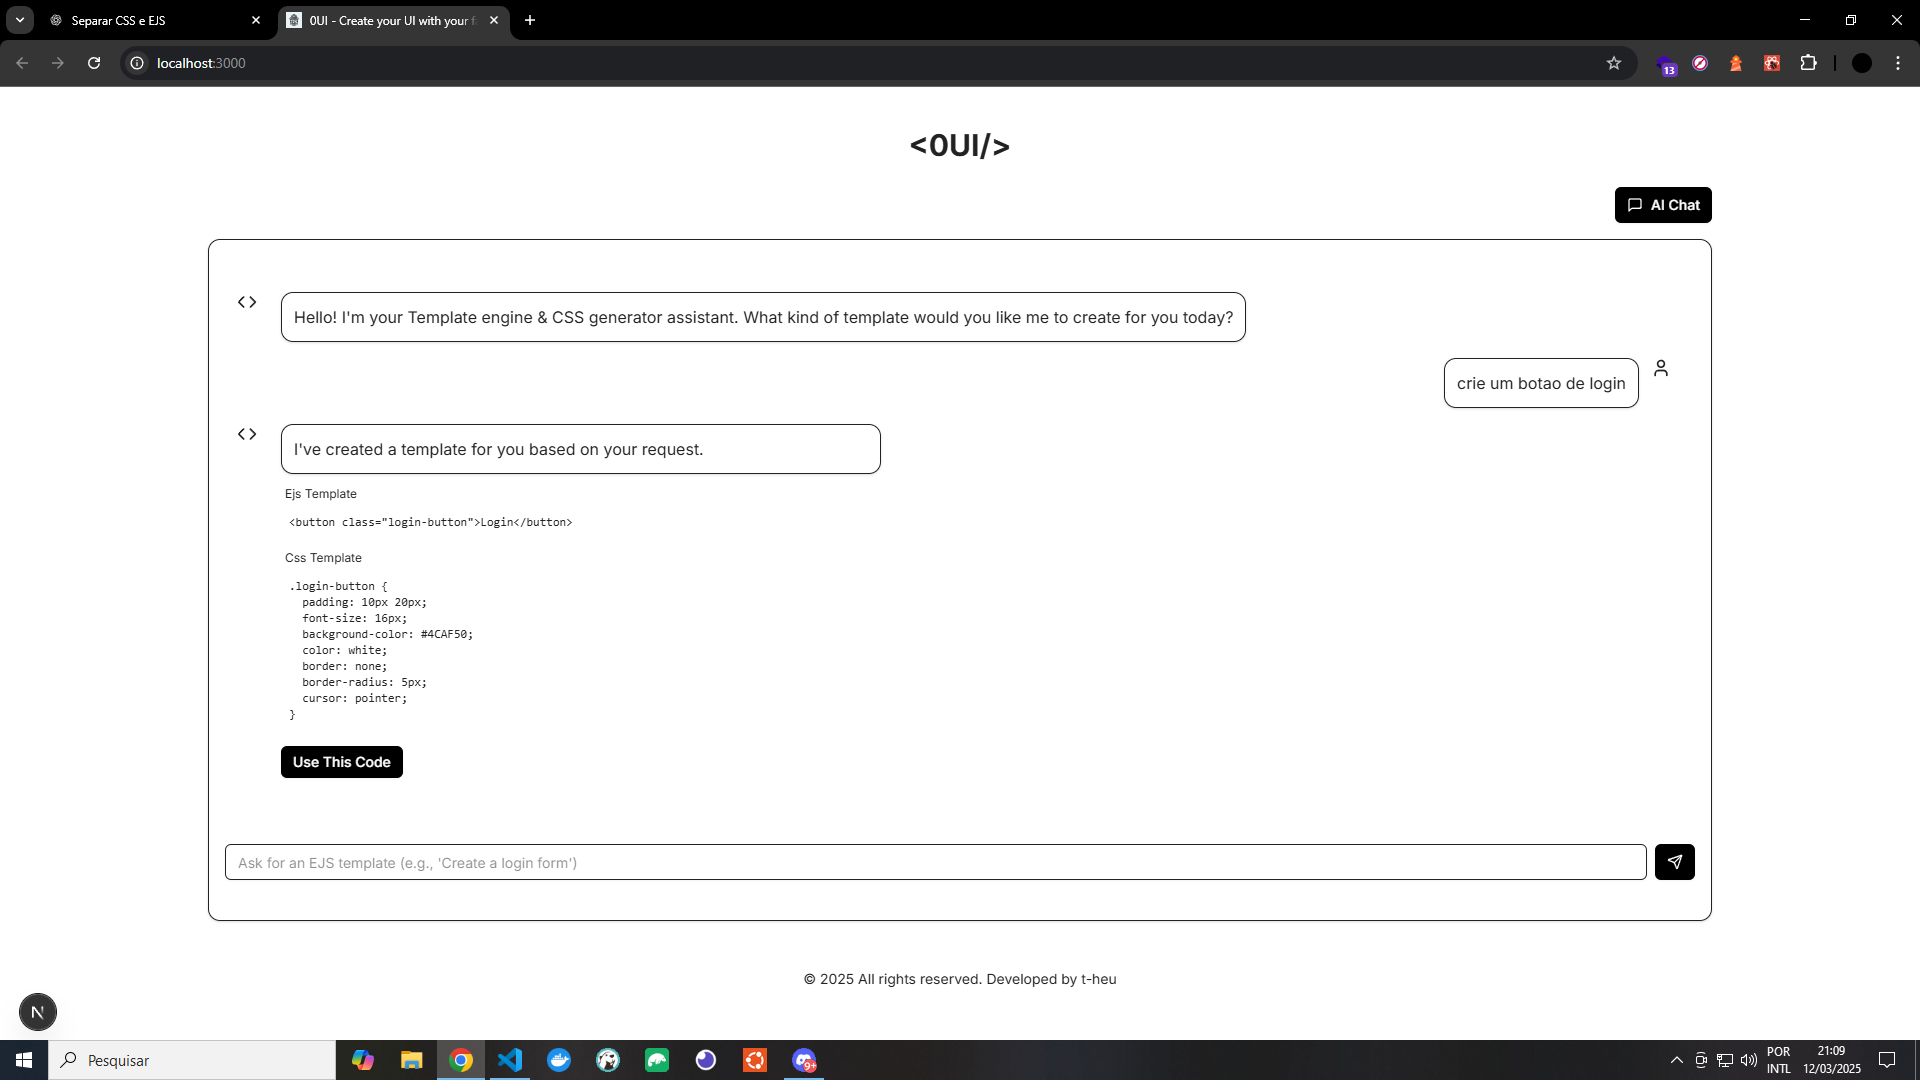 Separar CSS e EJS
0UI - Create your UI with your f
localhost:3000
13
<0UI/>
AI Chat
Hello! I'm your Template engine & CSS generator assistant. What kind of template would you like me to create for you today?
crie um botao de login
I've created a template for you based on your request.
Ejs Template
<button class="login-button">Login</button>
Css Template
.login-button {
  padding: 10px 20px;
  font-size: 16px;
  background-color: #4CAF50;
  color: white;
  border: none;
  border-radius: 5px;
  cursor: pointer;
}
Use This Code
Ask for an EJS template (e.g., 'Create a login form')
© 2025 All rights reserved. Developed by t-heu
N
Pesquisar
9+
POR
INTL
21:09
12/03/2025